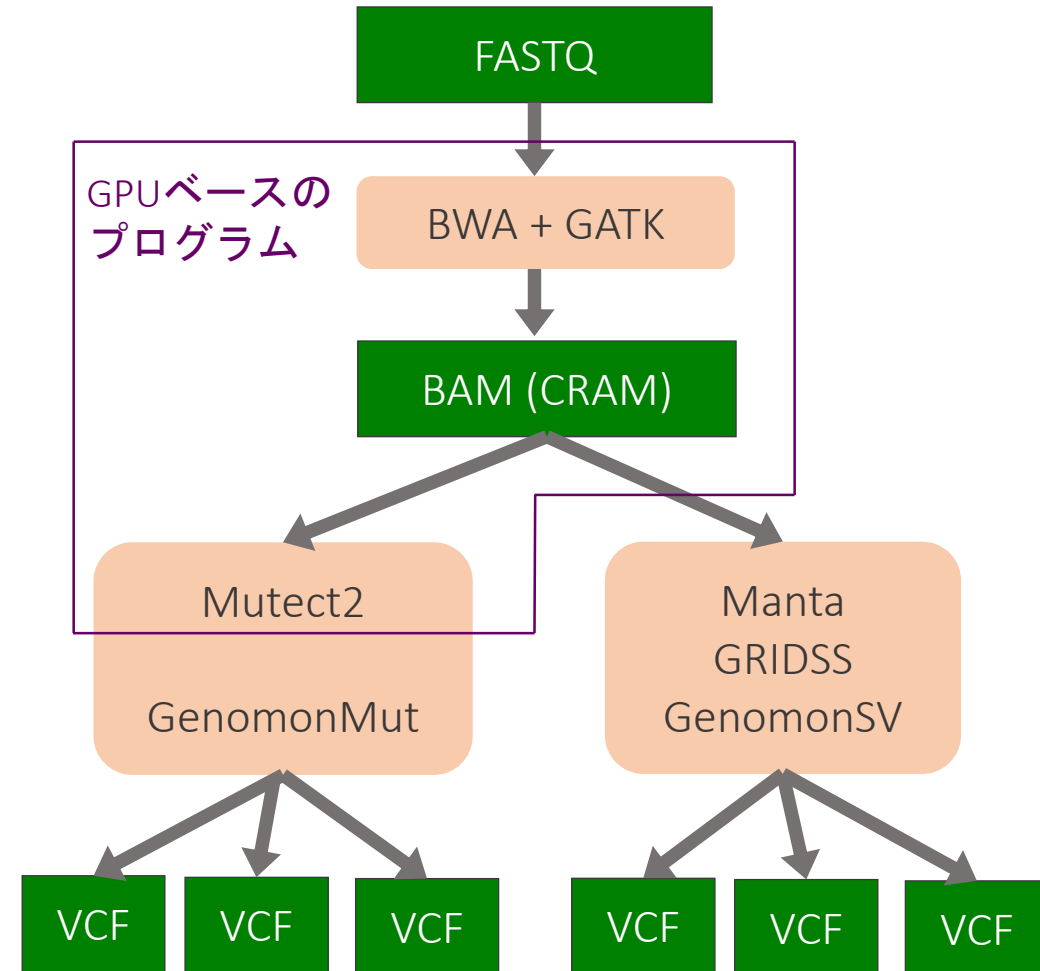 FASTQ
GPUベースの
プログラム
BWA + GATK
BAM (CRAM)
Mutect2
GenomonMut
Manta
GRIDSS
GenomonSV
VCF
VCF
VCF
VCF
VCF
VCF